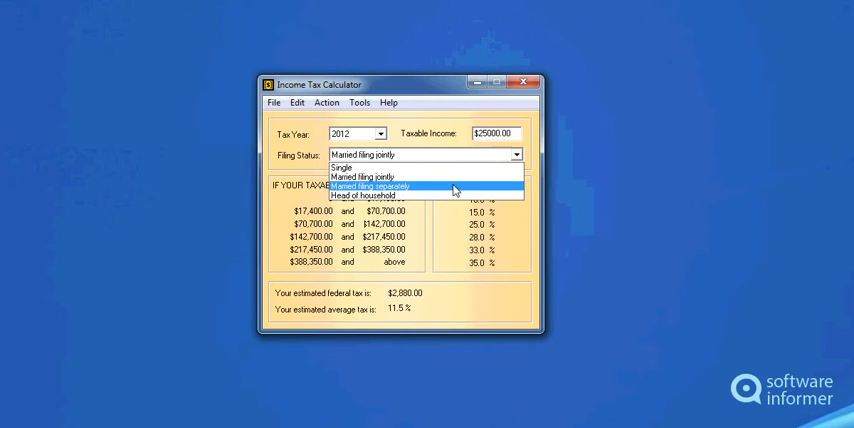 Income Tax Calculator
File Edit Action Tools Help
Tax Year: 2012 Taxable Income: $25000.00
Filing Status: Married filing jointly
Single
Married filing jointly
Married filing separately
Head of household
IF YOUR TAXAB
$17,400.00 and $70,700.00 15.0 %
$70,700.00 and $142,700.00 25.0 %
$142,700.00 and $217,450.00 28.0 %
$217,450.00 and $388,350.00 33.0 %
$388,350.00 and above 35.0 %
Your estimated federal tax is: $2,880.00
Your estimated average tax is: 11.5 %
software
informer